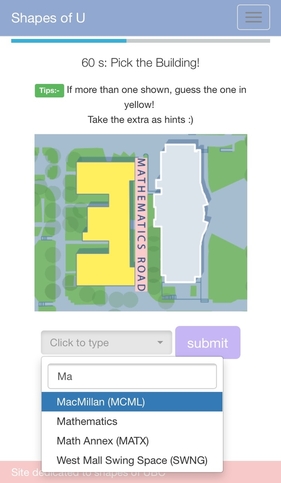 Shapes of U
60 s: Pick the Building!
Tips:- If more than one shown, guess the one in
yellow!
Take the extra as hints :)
MATHEMATICS ROAD
Click to type
submit
Ma
MacMillan (MCML)
Mathematics
Math Annex (MATX)
West Mall Swing Space (SWNG)
Site dedicated to shapes of UBC